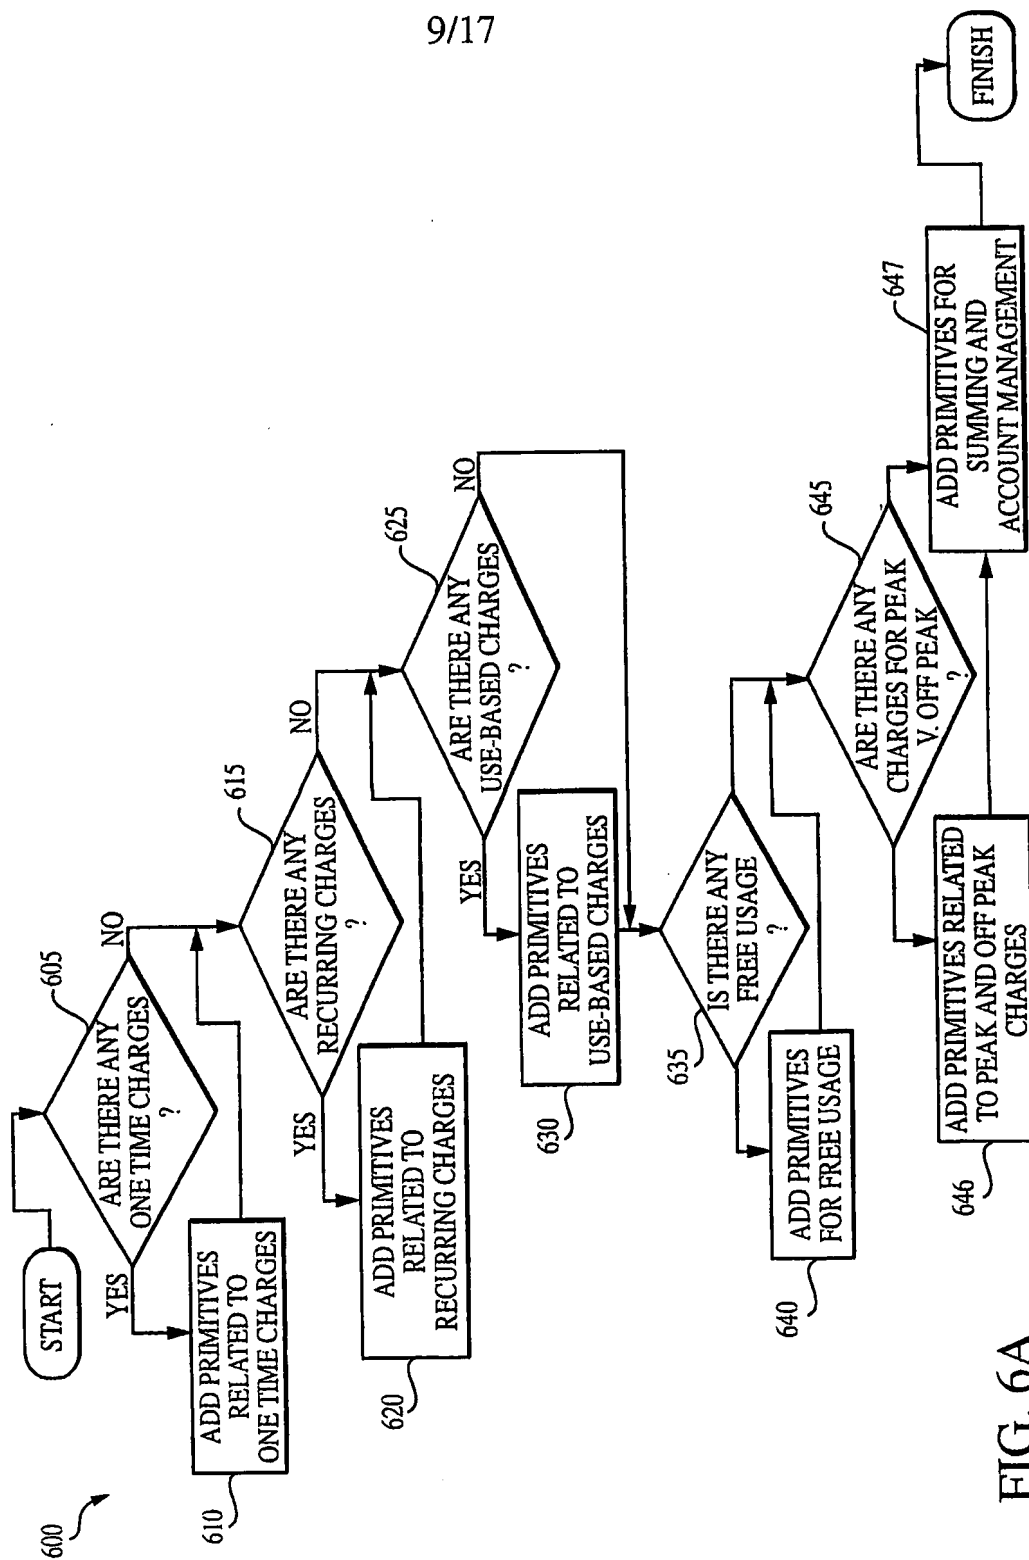 9/17
600
START
605
ARE THERE ANY
ONE TIME CHARGES
?
YES
NO
ADD PRIMITIVES
RELATED TO
ONE TIME CHARGES
610
615
ARE THERE ANY
RECURRING CHARGES
?
YES
NO
ADD PRIMITIVES
RELATED TO
RECURRING CHARGES
620
625
ARE THERE ANY
USE-BASED CHARGES
?
YES
NO
ADD PRIMITIVES
RELATED TO
USE-BASED CHARGES
630
IS THERE ANY
FREE USAGE
?
635
ADD PRIMITIVES
FOR FREE USAGE
640
645
ARE THERE ANY
CHARGES FOR PEAK
V. OFF PEAK
?
ADD PRIMITIVES RELATED
TO PEAK AND OFF PEAK
CHARGES
646
647
ADD PRIMITIVES FOR
SUMMING AND
ACCOUNT MANAGEMENT
FINISH
FIG. 6A